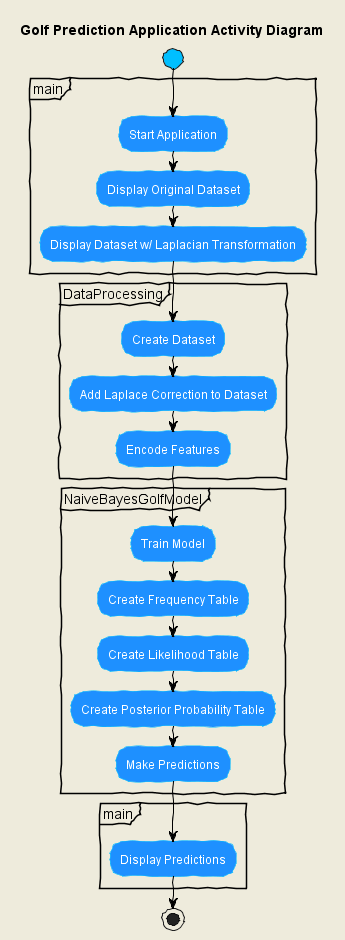 Golf Prediction Application Activity Diagram
main
Start Application
Display Original Dataset
Display Dataset w/ Laplacian Transformation
DataProcessing
Create Dataset
Add Laplace Correction to Dataset
Encode Features
NaiveBayesGolfModel
Train Model
Create Frequency Table
Create Likelihood Table
Create Posterior Probability Table
Make Predictions
main
Display Predictions